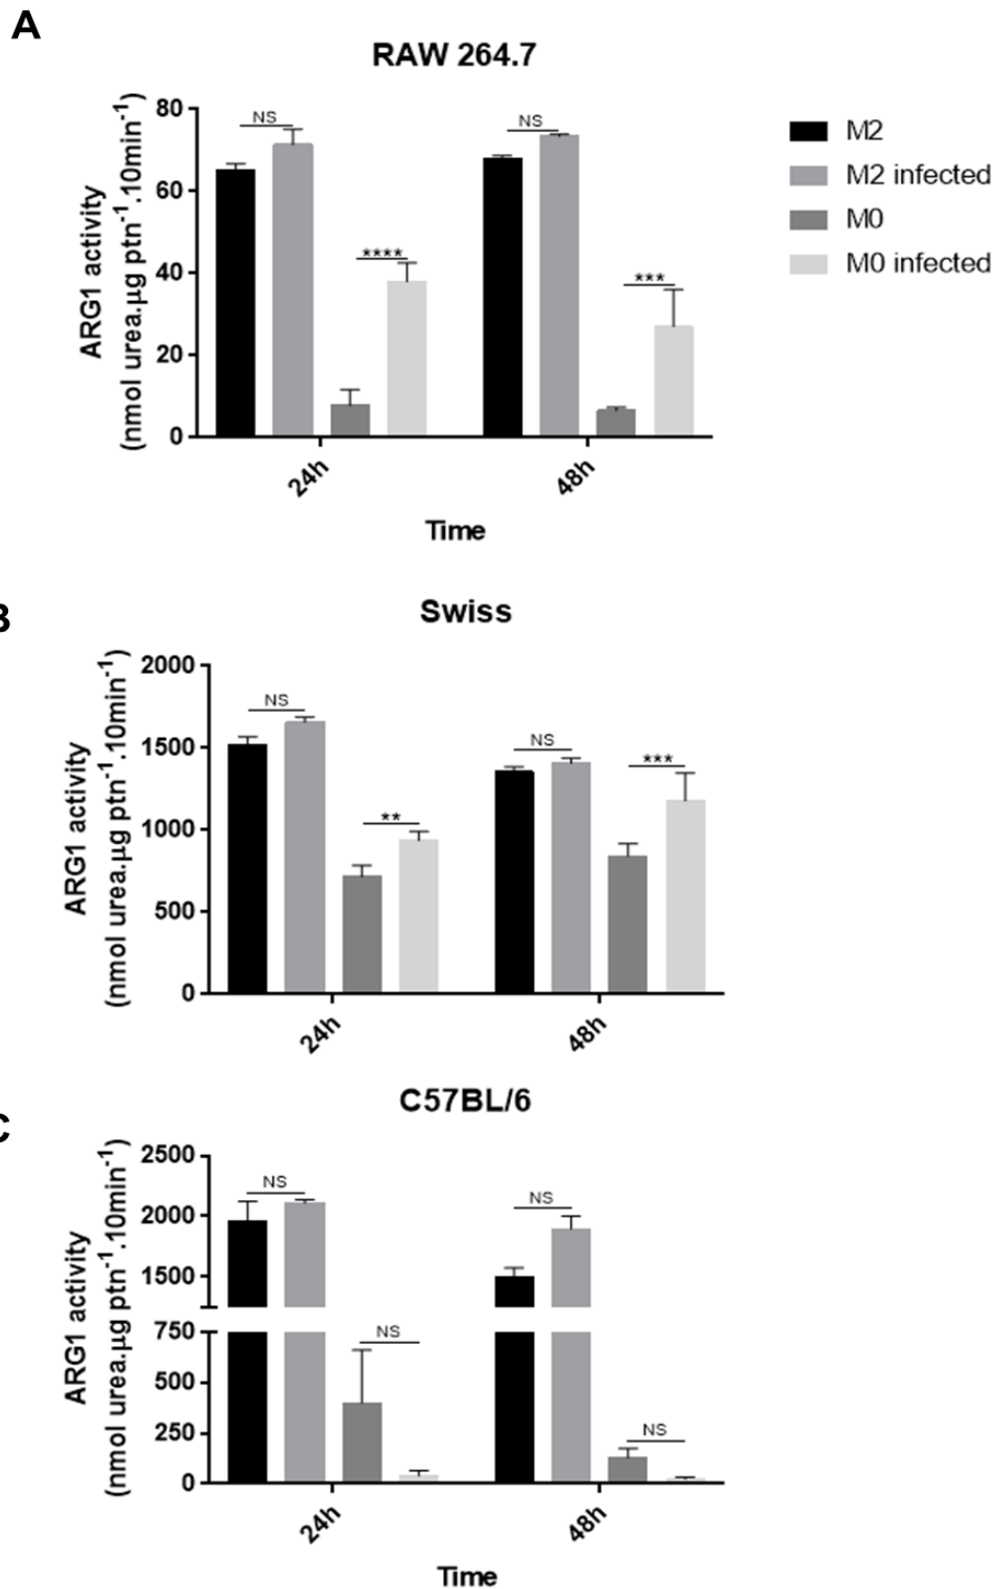 A
RAW 264.7
ARG1 activity
(nmol urea.µg ptn-1.10min-1)
80
60
40
20
0
NS
****
NS
***
24h
48h
Time
M2
M2 infected
M0
M0 infected
B
Swiss
ARG1 activity
(nmol urea.µg ptn-1.10min-1)
2000
1500
1000
500
0
NS
**
NS
***
24h
48h
C
C57BL/6
ARG1 activity
(nmol urea.µg ptn-1.10min-1)
2500
2000
1500
750
500
250
0
NS
NS
NS
NS
24h
48h
Time